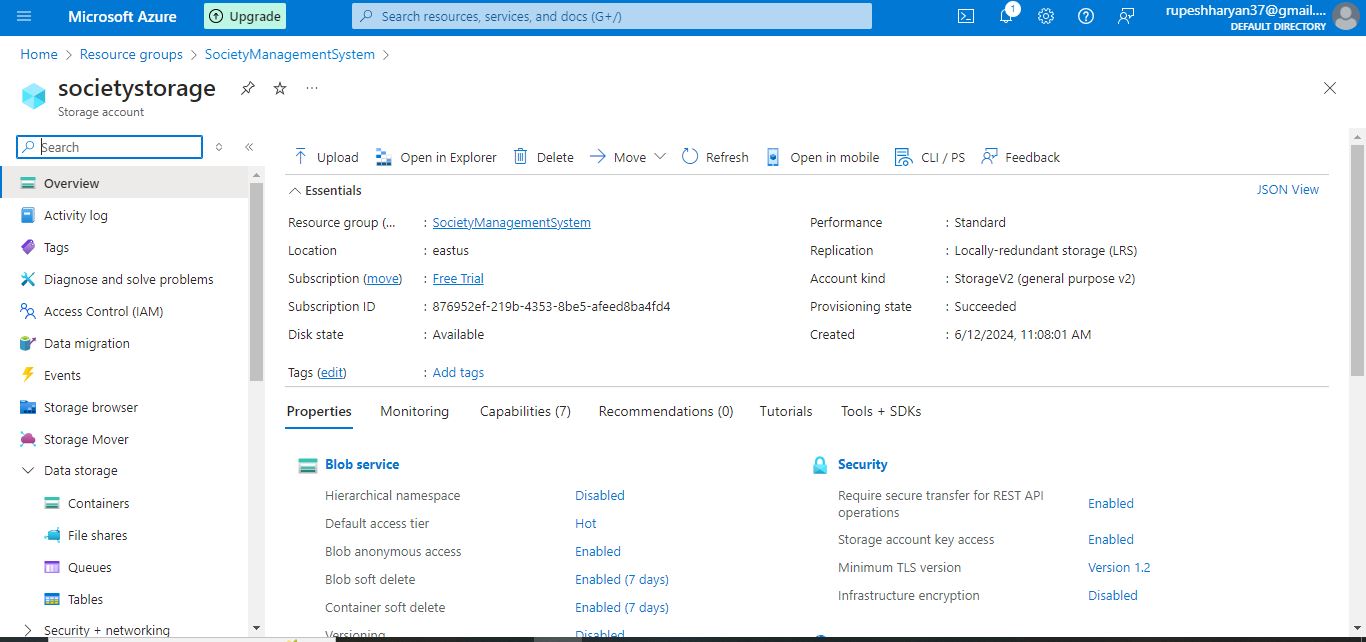 Microsoft Azure
Upgrade
Search resources, services, and docs (G+/)
1
rupeshharyan37@gmail....
DEFAULT DIRECTORY
Home > Resource groups > SocietyManagementSystem >
societystorage
Storage account
Search
Overview
Activity log
Tags
Diagnose and solve problems
Access Control (IAM)
Data migration
Events
Storage browser
Storage Mover
Data storage
Containers
File shares
Queues
Tables
Security + networking
Upload Open in Explorer Delete Move Refresh Open in mobile CLI / PS Feedback
Essentials
JSON View
Resource group (... : SocietyManagementSystem
Location : eastus
Subscription (move) : Free Trial
Subscription ID : 876952ef-219b-4353-8be5-afeed8ba4fd4
Disk state : Available
Performance : Standard
Replication : Locally-redundant storage (LRS)
Account kind : StorageV2 (general purpose v2)
Provisioning state : Succeeded
Created : 6/12/2024, 11:08:01 AM
Tags (edit) : Add tags
Properties Monitoring Capabilities (7) Recommendations (0) Tutorials Tools + SDKs
Blob service
Hierarchical namespace Disabled
Default access tier Hot
Blob anonymous access Enabled
Blob soft delete Enabled (7 days)
Container soft delete Enabled (7 days)
Versioning Disabled
Security
Require secure transfer for REST API
operations Enabled
Storage account key access Enabled
Minimum TLS version Version 1.2
Infrastructure encryption Disabled